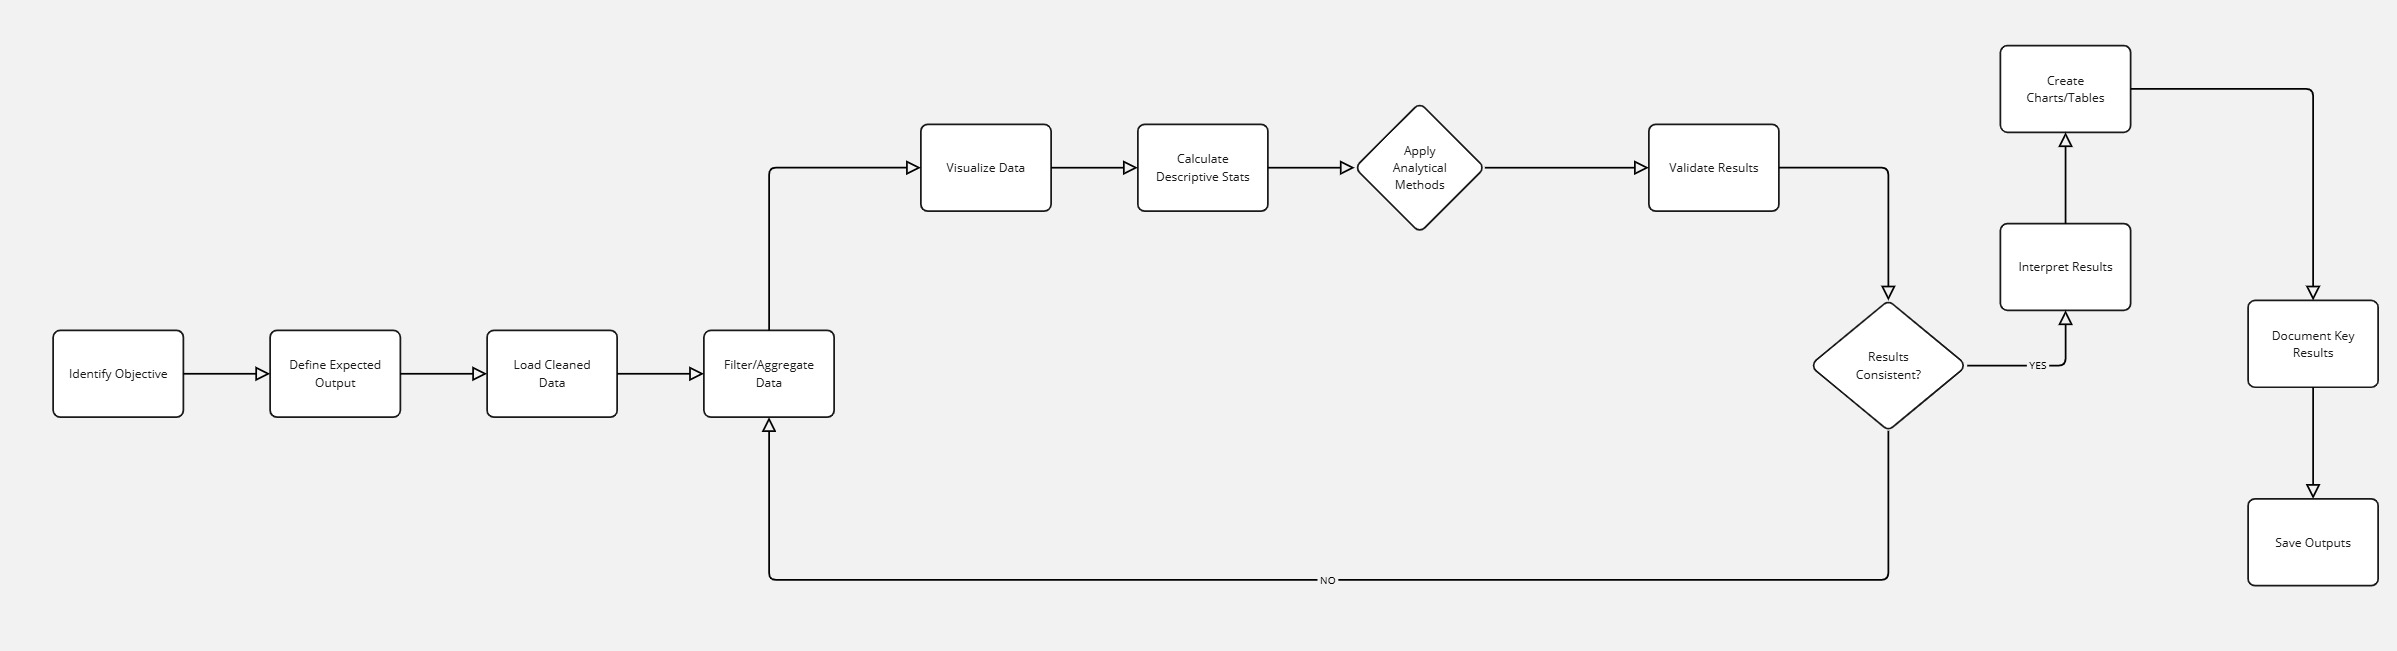 Identify Objective
Define Expected
Output
Load Cleaned
Data
Filter/Aggregate
Data
Visualize Data
Calculate
Descriptive Stats
Apply
Analytical
Methods
Validate Results
Results
Consistent?
YES
NO
Interpret Results
Create
Charts/Tables
Document Key
Results
Save Outputs